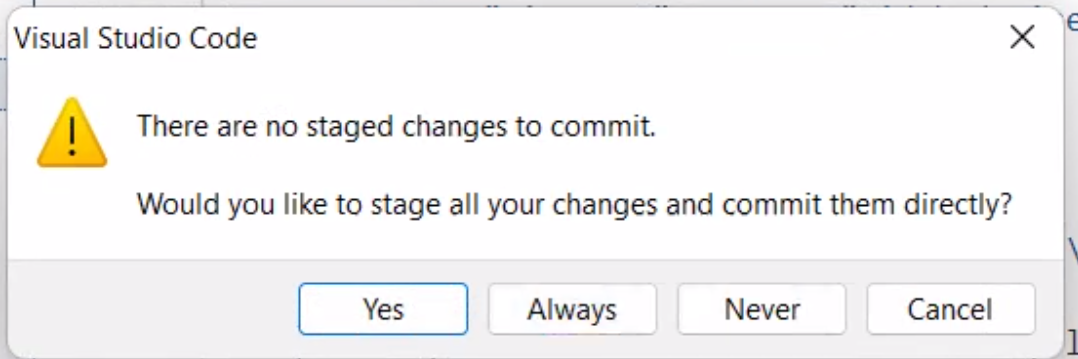 Visual Studio Code
There are no staged changes to commit.
Would you like to stage all your changes and commit them directly?
Yes Always Never Cancel